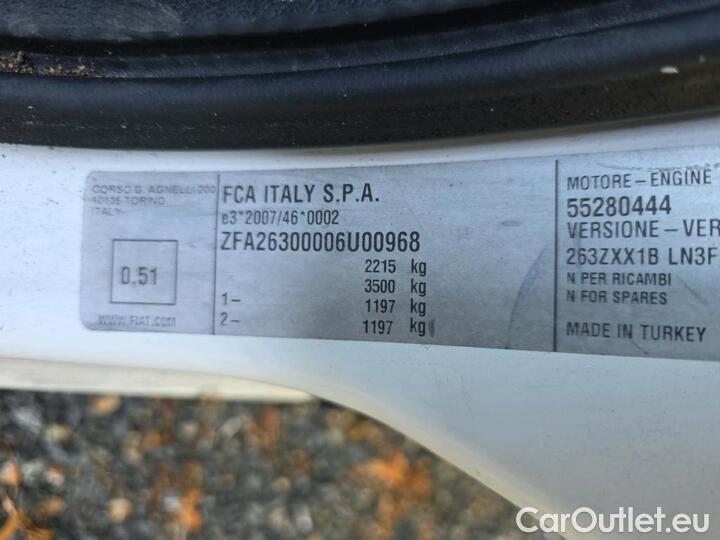 CORSO G. AGNELLI 200
10135 TORINO
ITALY
0.51
WWW.FIAT.COM
FCA ITALY S.P.A.
e3*2007/46*0002
ZFA26300006U00968
2215 kg
3500 kg
1- 1197 kg
2- 1197 kg
MOTORE-ENGINE
55280444
VERSIONE-VER
263ZXX1B LN3F
N PER RICAMBI
N FOR SPARES
MADE IN TURKEY
CarOutlet.eu